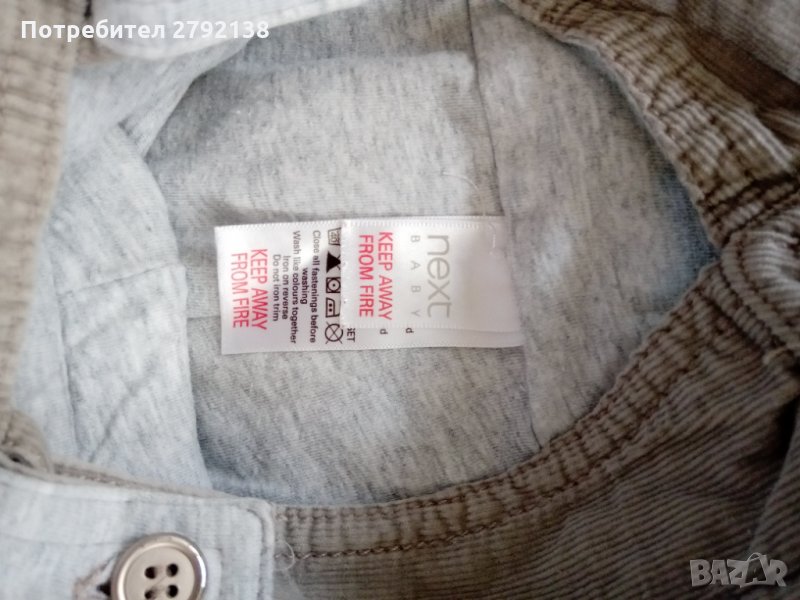 Потребител 2792138
next
BABY
KEEP AWAY
FROM FIRE
Close all fastenings before
washing
Wash like colours together
Iron on reverse
Do not iron trim
KEEP AWAY
FROM FIRE
BAZAR